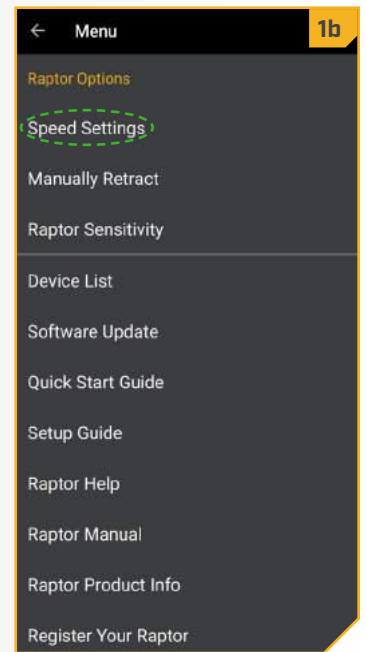 Menu
1b
Raptor Options
Speed Settings
Manually Retract
Raptor Sensitivity
Device List
Software Update
Quick Start Guide
Setup Guide
Raptor Help
Raptor Manual
Raptor Product Info
Register Your Raptor